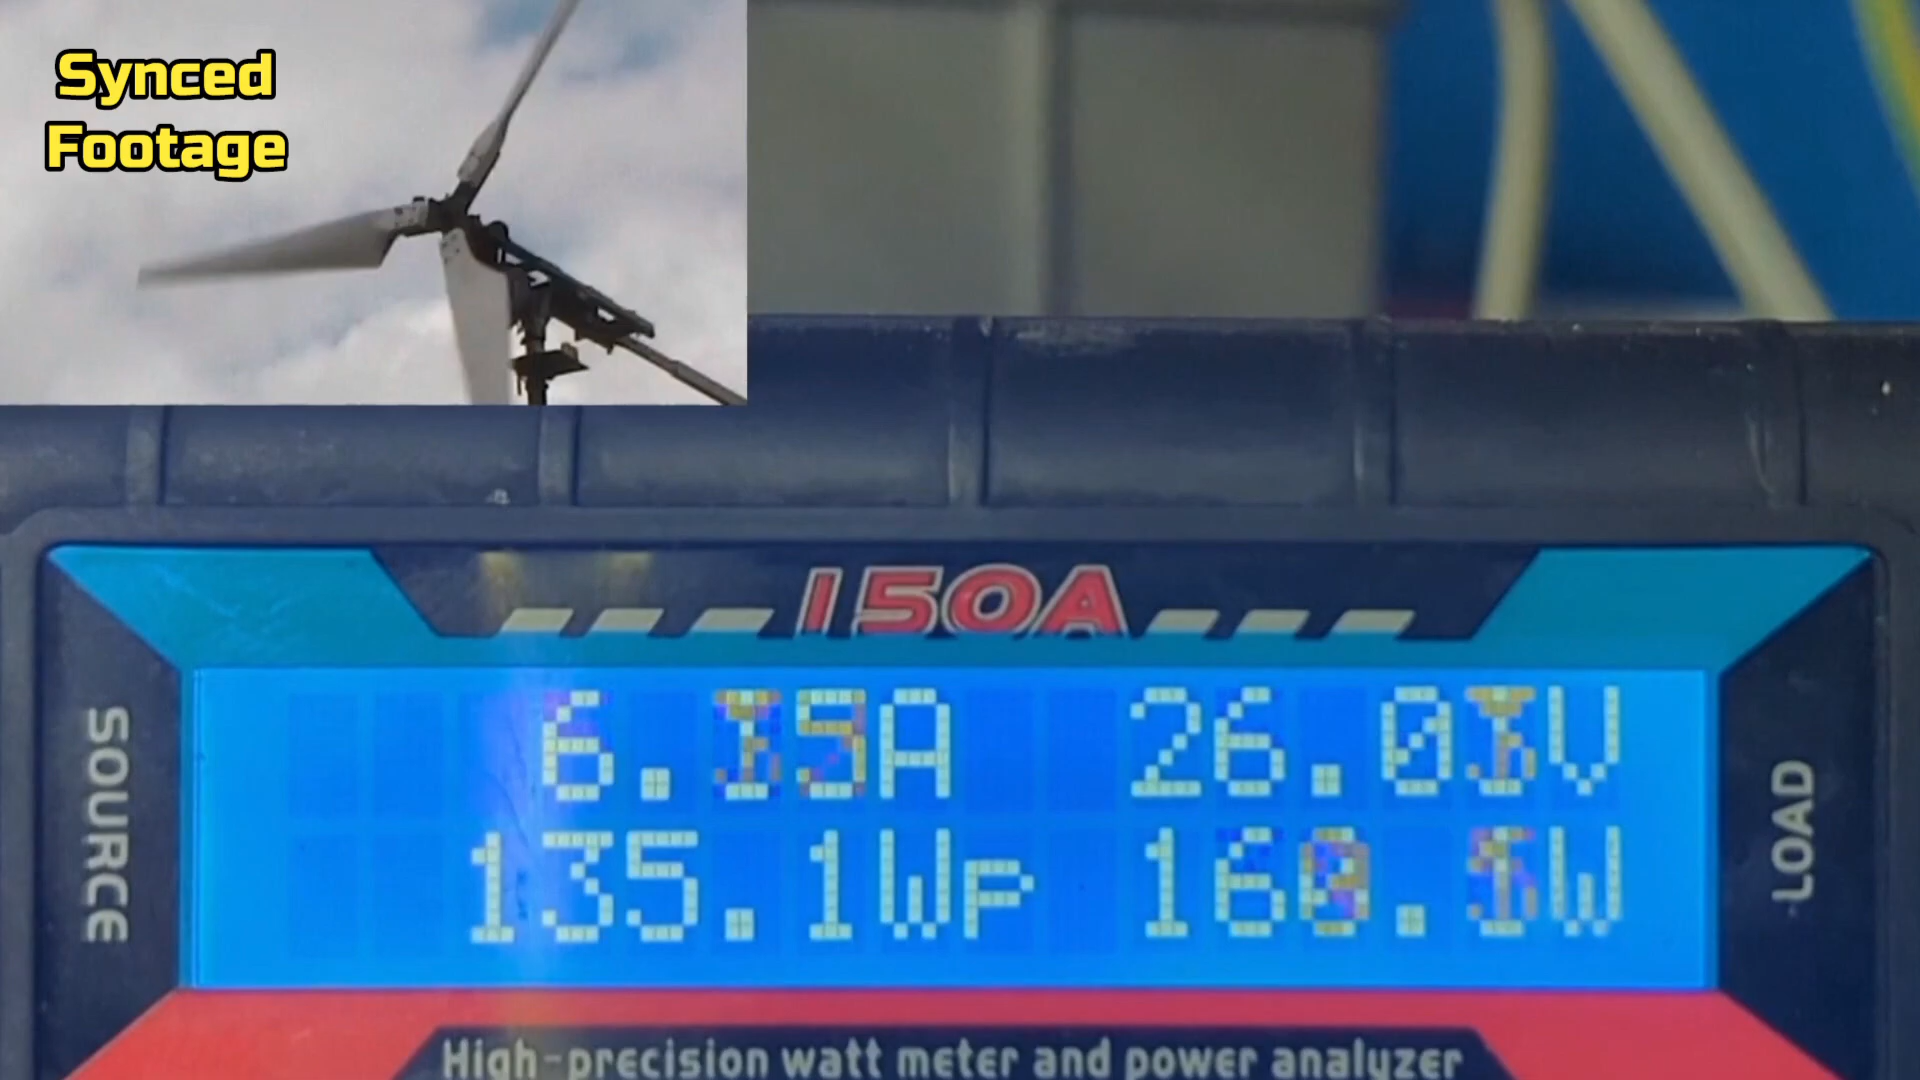 Synced
Footage
150A
SOURCE
6. A 26.0 V
135.1Wp 16 . W
LOAD
High-precision watt meter and power analyzer